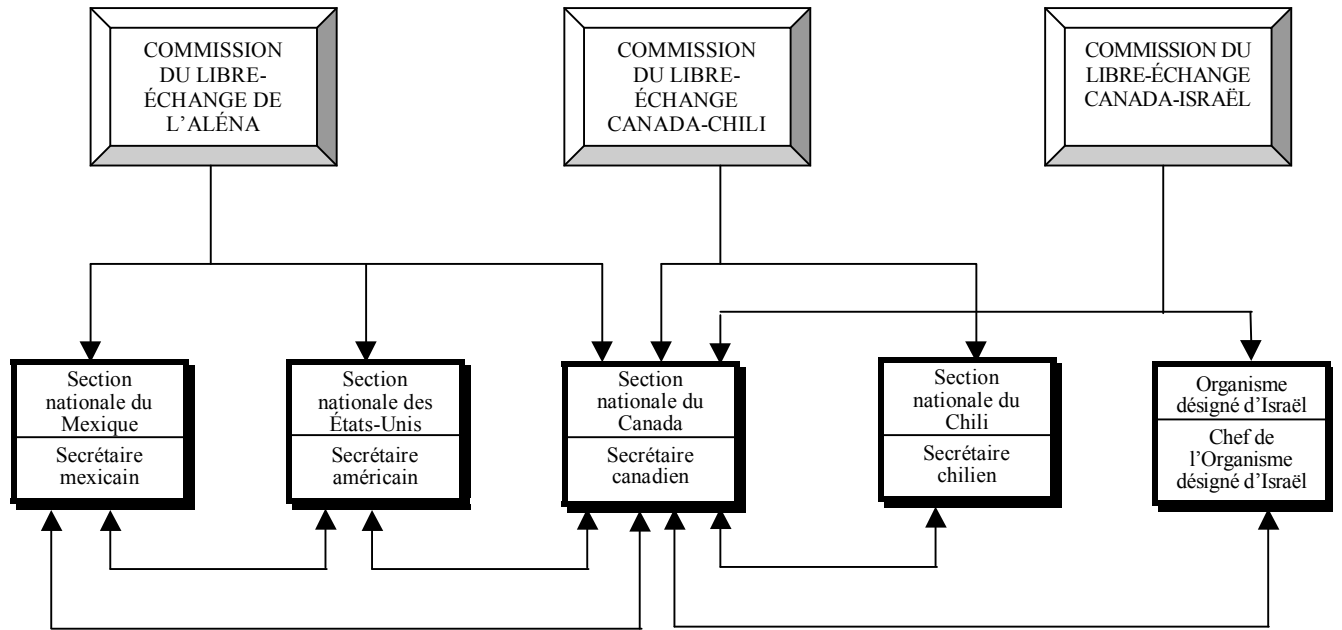 COMMISSION
DU LIBRE-
ÉCHANGE DE
L’ALÉNA
COMMISSION
DU LIBRE-
ÉCHANGE
CANADA-CHILI
COMMISSION DU
LIBRE-ÉCHANGE
CANADA-ISRAËL
Section
nationale du
Mexique
Secrétaire
mexicain
Section
nationale des
États-Unis
Secrétaire
américain
Section
nationale du
Canada
Secrétaire
canadien
Section
nationale du
Chili
Secrétaire
chilien
Organisme
désigné d’Israël
Chef de
l’Organisme
désigné d’Israël